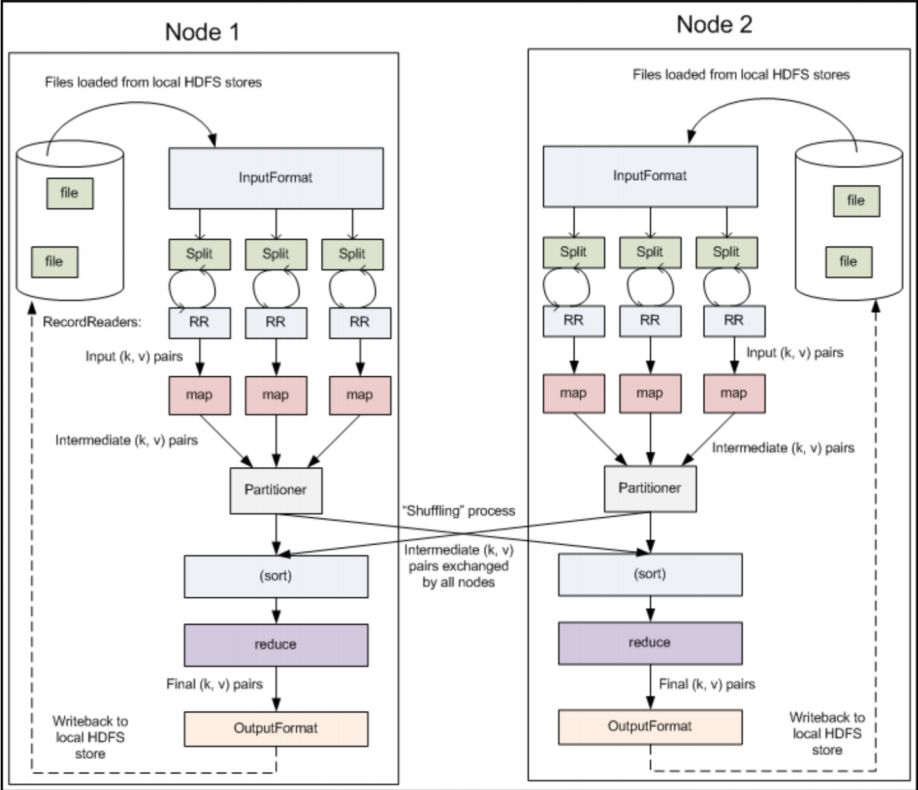 Node 1
Files loaded from local HDFS stores
file
file
InputFormat
Split
Split
Split
RecordReaders:
RR
RR
RR
Input (k, v) pairs
map
map
map
Intermediate (k, v) pairs
Partitioner
(sort)
reduce
Final (k, v) pairs
OutputFormat
Writeback to
local HDFS
store
"Shuffling" process
Intermediate (k, v)
pairs exchanged
by all nodes
Node 2
Files loaded from local HDFS stores
InputFormat
file
file
Split
Split
Split
RR
RR
RR
Input (k, v) pairs
map
map
map
Intermediate (k, v) pairs
Partitioner
(sort)
reduce
Final (k, v) pairs
OutputFormat
Writeback to
local HDFS
store